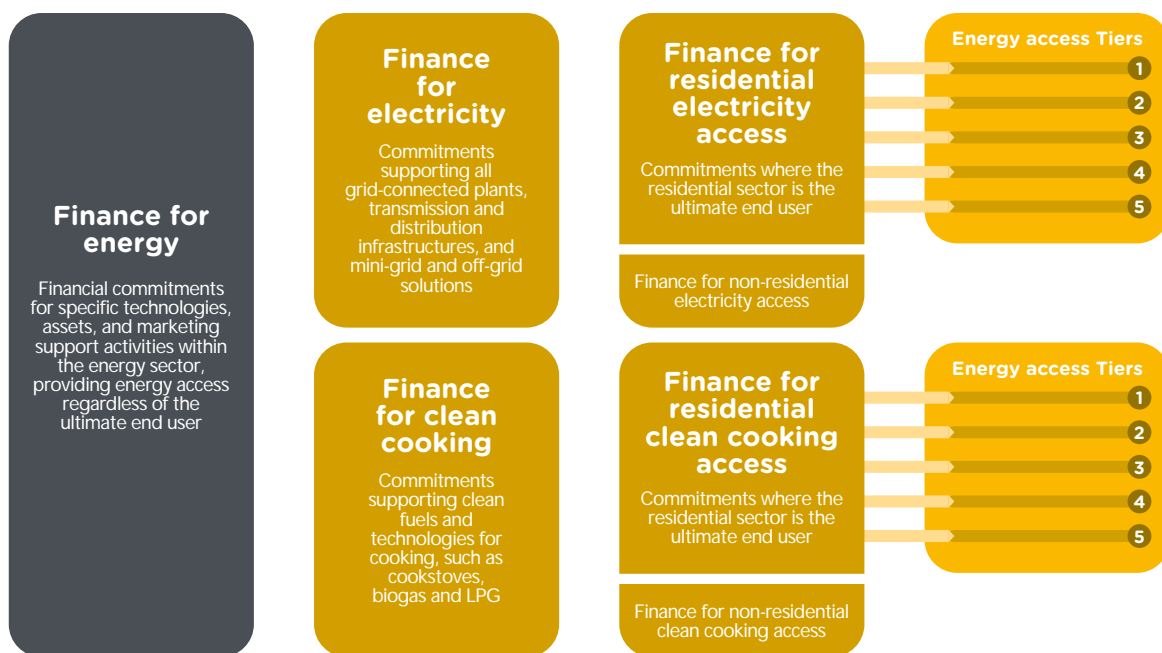 Finance for
energy
Financial commitments
for specific technologies,
assets, and marketing
support activities within
the energy sector,
providing energy access
regardless of the
ultimate end user
Finance
for
electricity
Commitments
supporting all
grid-connected plants,
transmission and
distribution
infrastructures, and
mini-grid and off-grid
solutions
Finance for
residential
electricity
access
Commitments where the
residential sector is the
ultimate end user
Finance for non-residential
electricity access
Energy access Tiers
1
2
3
4
5
Finance
for clean
cooking
Commitments
supporting clean
fuels and
technologies for
cooking, such as
cookstoves,
biogas and LPG
Finance for
residential
clean cooking
access
Commitments where the
residential sector is the
ultimate end user
Finance for non-residential
clean cooking access
Energy access Tiers
1
2
3
4
5